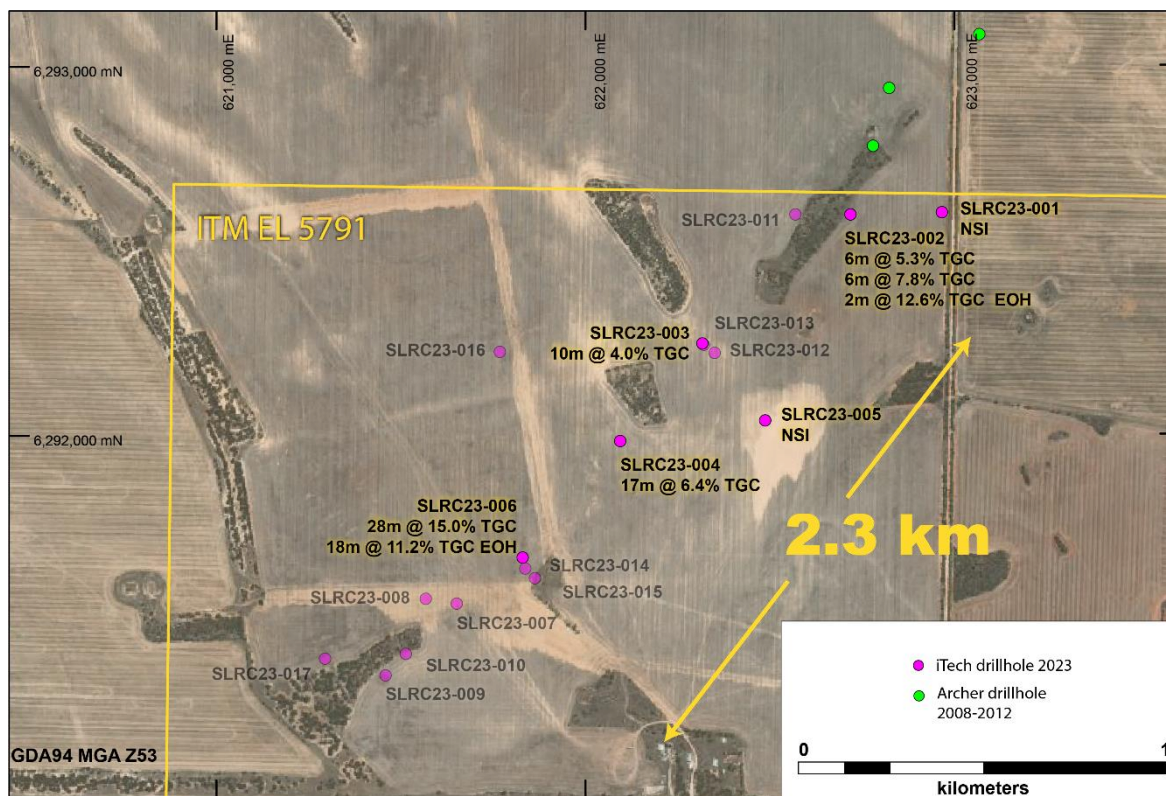 6,293,000 mN
621,000 mE
622,000 mE
623,000 mE
ITM EL 5791
SLRC23-011
SLRC23-001
NSI
SLRC23-002
6m @ 5.3% TGC
6m @ 7.8% TGC
2m @ 12.6% TGC EOH
SLRC23-013
SLRC23-003
10m @ 4.0% TGC
SLRC23-012
SLRC23-016
SLRC23-005
NSI
6,292,000 mN
SLRC23-004
17m @ 6.4% TGC
SLRC23-006
28m @ 15.0% TGC
18m @ 11.2% TGC EOH
2.3 km
SLRC23-014
SLRC23-015
SLRC23-008
SLRC23-007
SLRC23-010
SLRC23-017
SLRC23-009
GDA94 MGA Z53
iTech drillhole 2023
Archer drillhole
2008-2012
0
1
kilometers